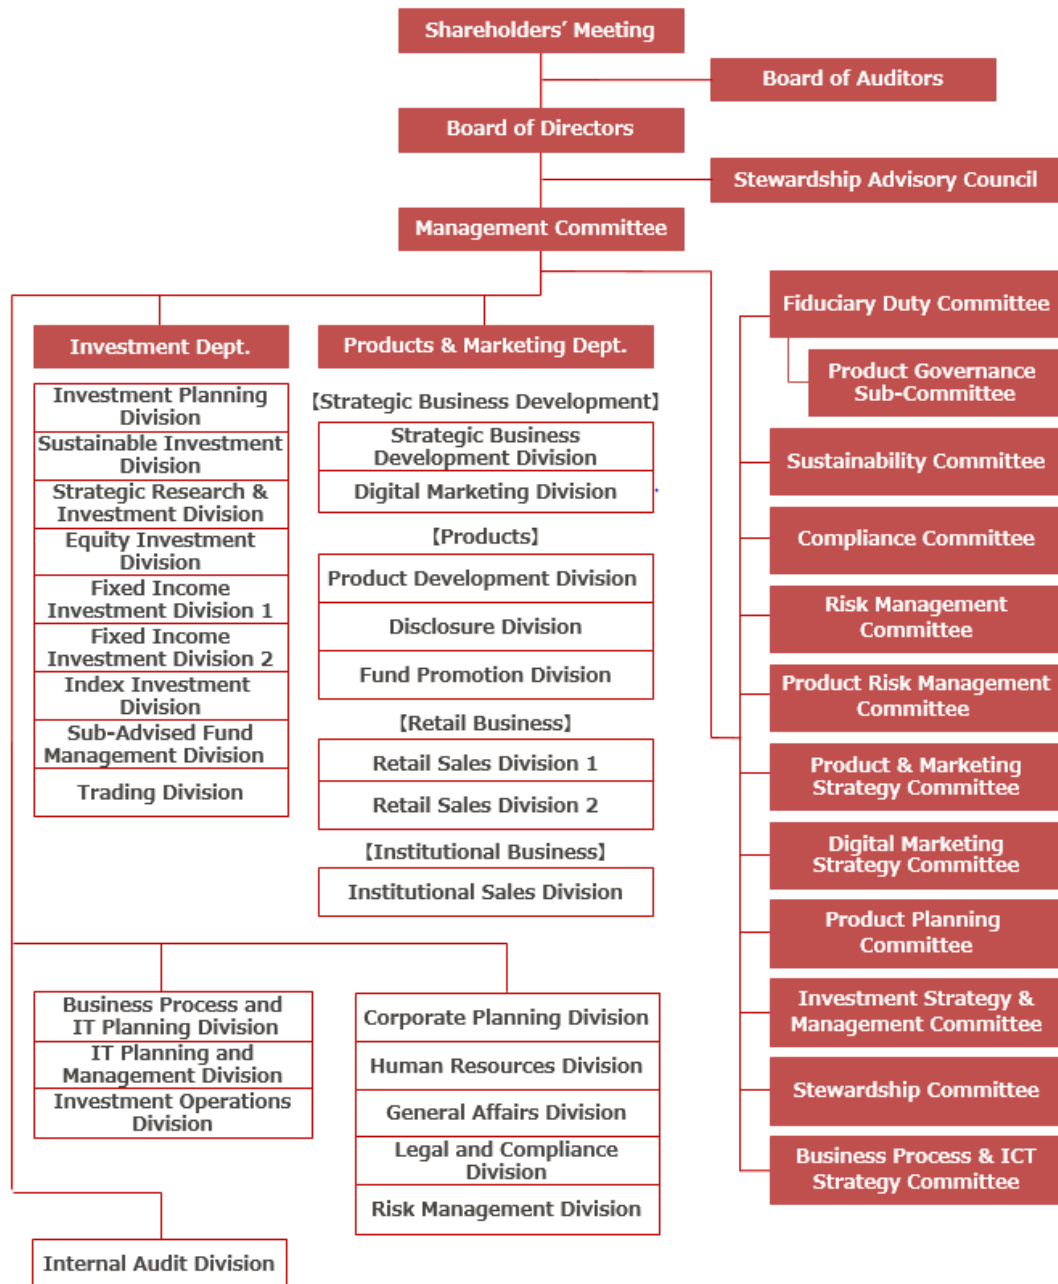 Shareholders’ Meeting
Board of Auditors
Board of Directors
Stewardship Advisory Council
Management Committee
Investment Dept.
Investment Planning
Division
Sustainable Investment
Division
Strategic Research &
Investment Division
Equity Investment
Division
Fixed Income
Investment Division 1
Fixed Income
Investment Division 2
Index Investment
Division
Sub-Advised Fund
Management Division
Trading Division
Products & Marketing Dept.
【Strategic Business Development】
Strategic Business
Development Division
Digital Marketing Division
【Products】
Product Development Division
Disclosure Division
Fund Promotion Division
【Retail Business】
Retail Sales Division 1
Retail Sales Division 2
【Institutional Business】
Institutional Sales Division
Fiduciary Duty Committee
Product Governance
Sub-Committee
Sustainability Committee
Compliance Committee
Risk Management
Committee
Product Risk Management
Committee
Product & Marketing
Strategy Committee
Digital Marketing
Strategy Committee
Product Planning
Committee
Investment Strategy &
Management Committee
Stewardship Committee
Business Process & ICT
Strategy Committee
Business Process and
IT Planning Division
IT Planning and
Management Division
Investment Operations
Division
Corporate Planning Division
Human Resources Division
General Affairs Division
Legal and Compliance
Division
Risk Management Division
Internal Audit Division